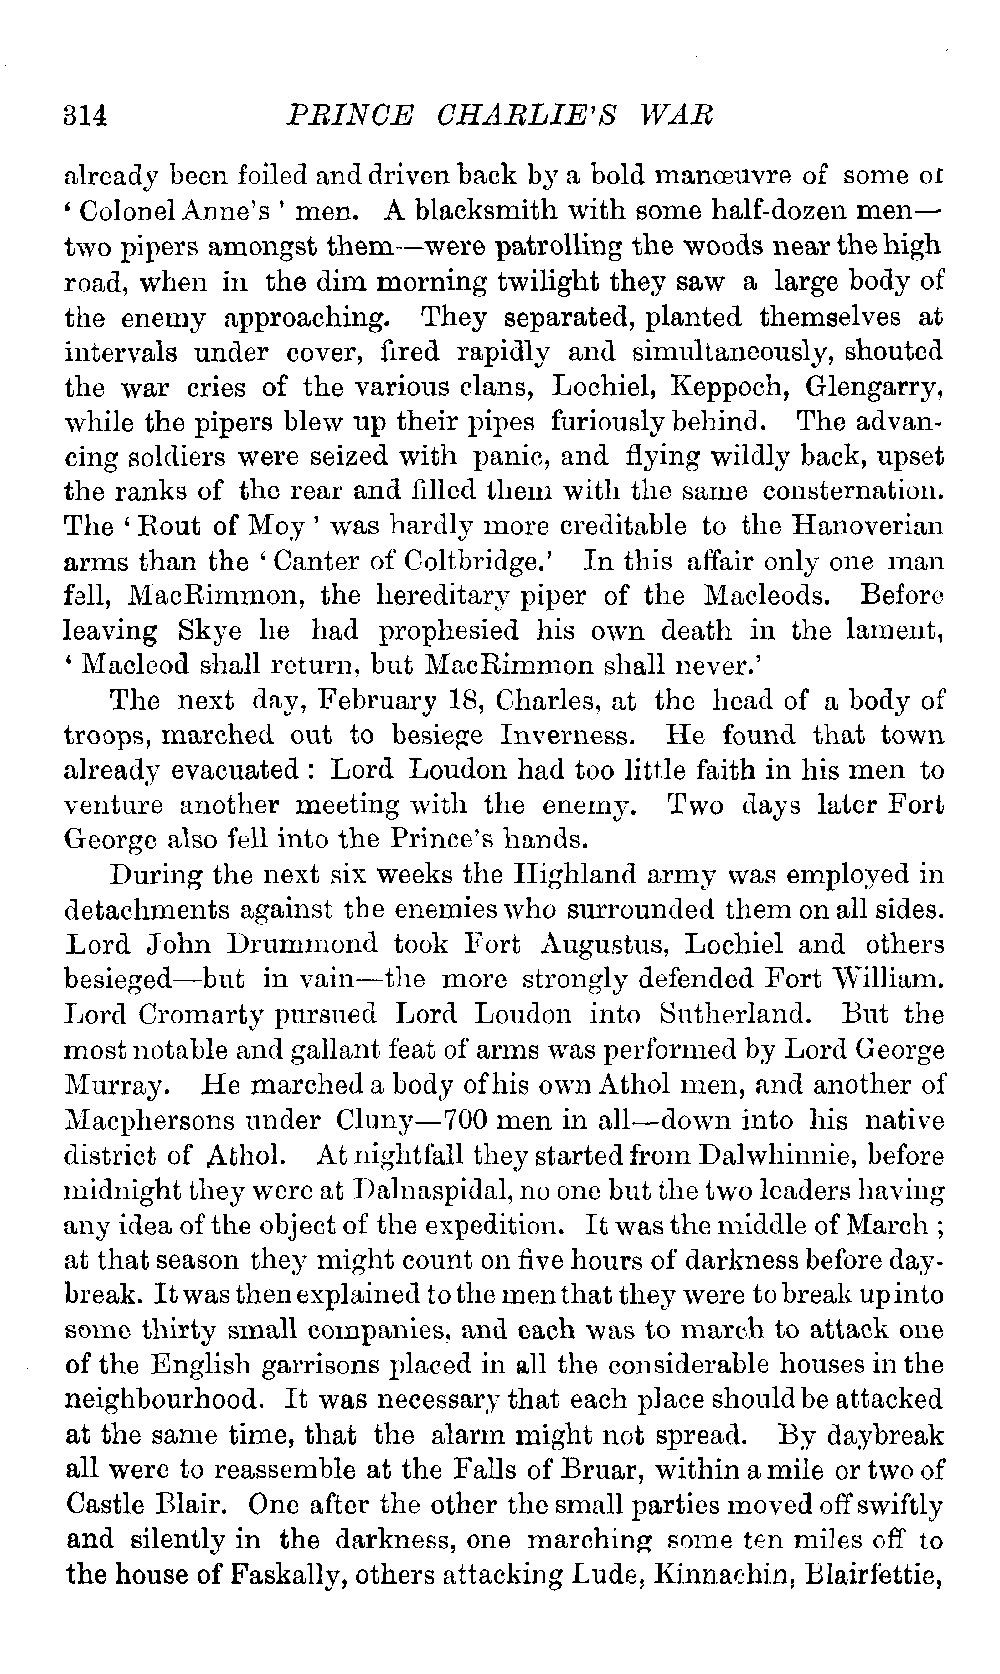 314 PRINCE CHARLIE'S WAR
already been foiled and driven back by a bold manœuvre of some of
‘ Colonel Anne's ’ men. A blacksmith with some half-dozen men—
two pipers amongst them—were patrolling the woods near the high
road, when in the dim morning twilight they saw a large body of
the enemy approaching. They separated, planted themselves at
intervals under cover, fired rapidly and simultaneously, shouted
the war cries of the various clans, Lochiel, Keppoch, Glengarry,
while the pipers blew up their pipes furiously behind. The advan-
cing soldiers were seized with panic, and flying wildly back, upset
the ranks of the rear and filled them with the same consternation.
The ‘ Rout of Moy ’ was hardly more creditable to the Hanoverian
arms than the ‘ Canter of Coltbridge.’ In this affair only one man
fell, MacRimmon, the hereditary piper of the Macleods. Before
leaving Skye he had prophesied his own death in the lament,
‘ Macleod shall return, but MacRimmon shall never.’
The next day, February 18, Charles, at the head of a body of
troops, marched out to besiege Inverness. He found that town
already evacuated : Lord Loudon had too little faith in his men to
venture another meeting with the enemy. Two days later Fort
George also fell into the Prince's hands.
During the next six weeks the Highland army was employed in
detachments against the enemies who surrounded them on all sides.
Lord John Drummond took Fort Augustus, Lochiel and others
besieged—but in vain—the more strongly defended Fort William.
Lord Cromarty pursued Lord Loudon into Sutherland. But the
most notable and gallant feat of arms was performed by Lord George
Murray. He marched a body of his own Athol men, and another of
Macphersons under Cluny—700 men in all—down into his native
district of Athol. At nightfall they started from Dalwhinnie, before
midnight they were at Dalnaspidal, no one but the two leaders having
any idea of the object of the expedition. It was the middle of March ;
at that season they might count on five hours of darkness before day-
break. It was then explained to the men that they were to break up into
some thirty small companies, and each was to march to attack one
of the English garrisons placed in all the considerable houses in the
neighbourhood. It was necessary that each place should be attacked
at the same time, that the alarm might not spread. By daybreak
all were to reassemble at the Falls of Bruar, within a mile or two of
Castle Blair. One after the other the small parties moved off swiftly
and silently in the darkness, one marching some ten miles off to
the house of Faskally, others attacking Lude, Kinnachin, Blairfettie,